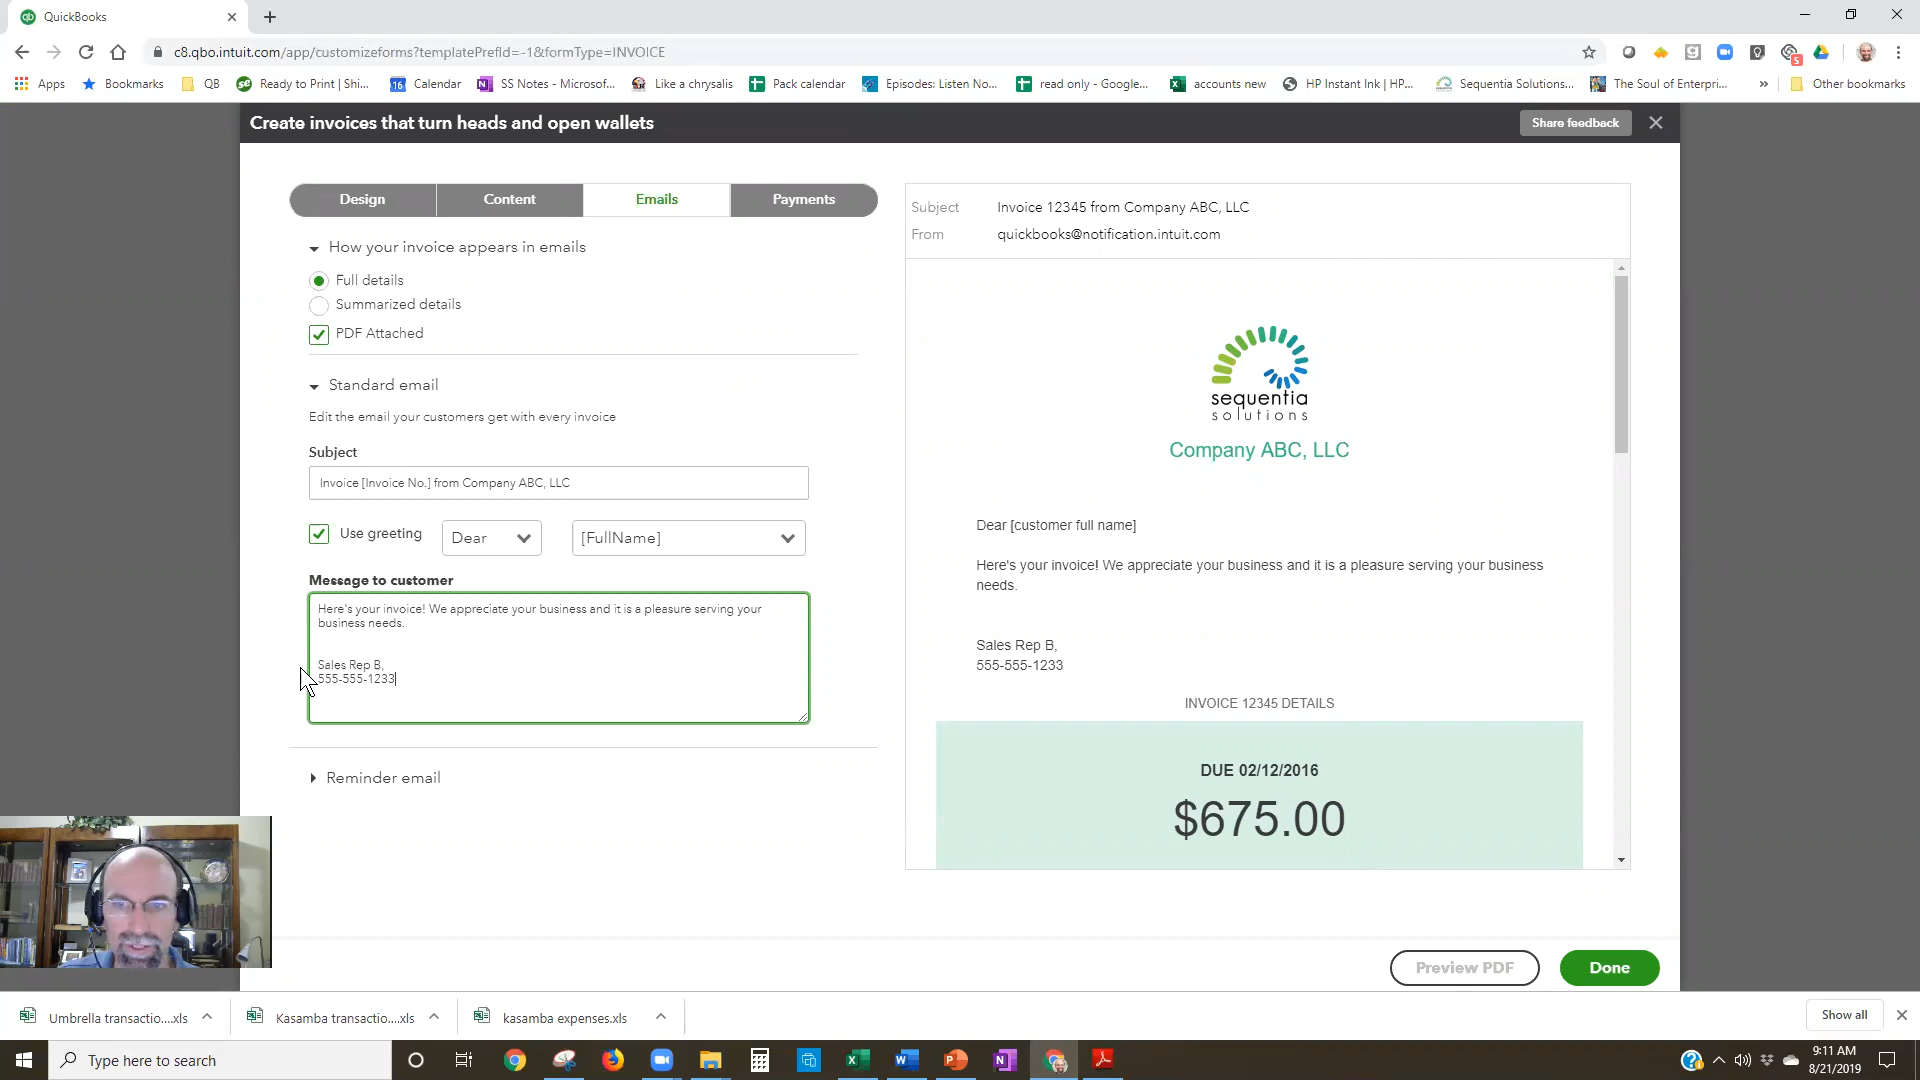 QuickBooks
c8.qbo.intuit.com/app/customizeforms?templatePrefId=-1&formType=INVOICE
Apps
Bookmarks
QB
Ready to Print | Shi...
Calendar
SS Notes - Microsof...
Like a chrysalis
Pack calendar
Episodes: Listen No...
read only - Google...
accounts new
HP Instant Ink | HP...
Sequentia Solutions...
The Soul of Enterpri...
»
Other bookmarks
Create invoices that turn heads and open wallets
Share feedback
Design
Content
Emails
Payments
How your invoice appears in emails
Full details
Summarized details
PDF Attached
Standard email
Edit the email your customers get with every invoice
Subject
Invoice [Invoice No.] from Company ABC, LLC
Use greeting
Dear
[FullName]
Message to customer
Here's your invoice! We appreciate your business and it is a pleasure serving your
business needs.
Sales Rep B,
555-555-1233
Reminder email
Subject Invoice 12345 from Company ABC, LLC
From quickbooks@notification.intuit.com
sequentia
solutions
Company ABC, LLC
Dear [customer full name]
Here's your invoice! We appreciate your business and it is a pleasure serving your business
needs.
Sales Rep B,
555-555-1233
INVOICE 12345 DETAILS
DUE 02/12/2016
$675.00
Preview PDF
Done
Umbrella transactio....xls
Kasamba transactio....xls
kasamba expenses.xls
Show all
Type here to search
9:11 AM
8/21/2019